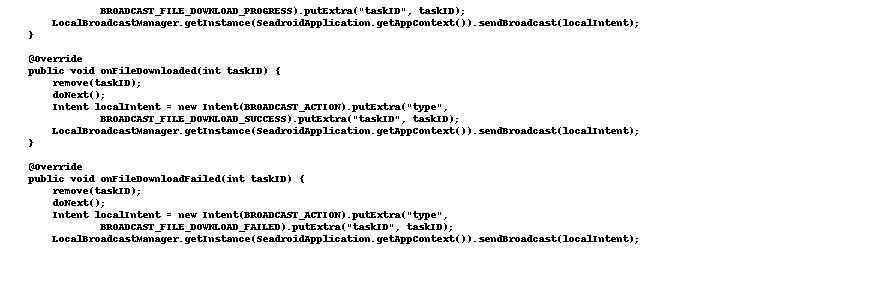 BROADCAST_FILE_DOWNLOAD_PROGRESS).putExtra("taskID", taskID);
LocalBroadcastManager.getInstance(SeadroidApplication.getAppContext()).sendBroadcast(localIntent);
}
@Override
public void onFileDownloaded(int taskID) {
remove(taskID);
doNext();
Intent localIntent = new Intent(BROADCAST_ACTION).putExtra("type",
BROADCAST_FILE_DOWNLOAD_SUCCESS).putExtra("taskID", taskID);
LocalBroadcastManager.getInstance(SeadroidApplication.getAppContext()).sendBroadcast(localIntent);
}
@Override
public void onFileDownloadFailed(int taskID) {
remove(taskID);
doNext();
Intent localIntent = new Intent(BROADCAST_ACTION).putExtra("type",
BROADCAST_FILE_DOWNLOAD_FAILED).putExtra("taskID", taskID);
LocalBroadcastManager.getInstance(SeadroidApplication.getAppContext()).sendBroadcast(localIntent);